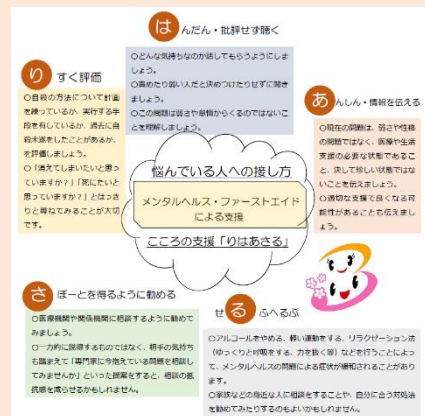 はんだん・批評せず聴く
○どんな気持ちなのか話してもらうようにしま
しょう。
○責めたり弱い人だと決めつけたりせずに聞き
ましょう。
○この問題は弱さや怠惰からくるのではないこ
とを理解しましょう。
りすく評価
○自殺の方法について計画
を練っているか、実行する手
段を有しているか、過去に自
殺未遂をしたことがあるか、
を評価しましょう。
○「消えてしまいたいと思っ
ていますか？」「死にたいと
思っていますか？」とはっき
りと尋ねてみることが大切
です。
あんしん・情報を伝える
○現在の問題は、弱さや性格
の問題ではなく、医療や生活
支援の必要な状態であるこ
と、決して珍しい状態ではな
いことを伝えましょう。
○適切な支援で良くなる可
能性があることも伝えまし
ょう。
悩んでいる人への接し方
メンタルヘルス・ファーストエイド
による支援
こころの支援「りはあさる」
さぽーとを得るように勧める
○医療機関や関係機関に相談するように勧めて
みましょう。
○一方的に説得するものではなく、相手の気持ち
も踏まえて「専門家に今抱えている問題を相談し
てみませんか」といった提案をすると、相談の抵
抗感を減らせるかもしれません。
せるふへるぷ
○アルコールをやめる、軽い運動をする、リラクゼーション法
（ゆっくりと呼吸をする、力を抜く等）などを行うことによっ
て、メンタルヘルスの問題による症状が緩和されることがあり
ます。
○家族などの身近な人に相談をすることや、自分に合う対処法
を勧めてみたりするのもよいかもしれません。